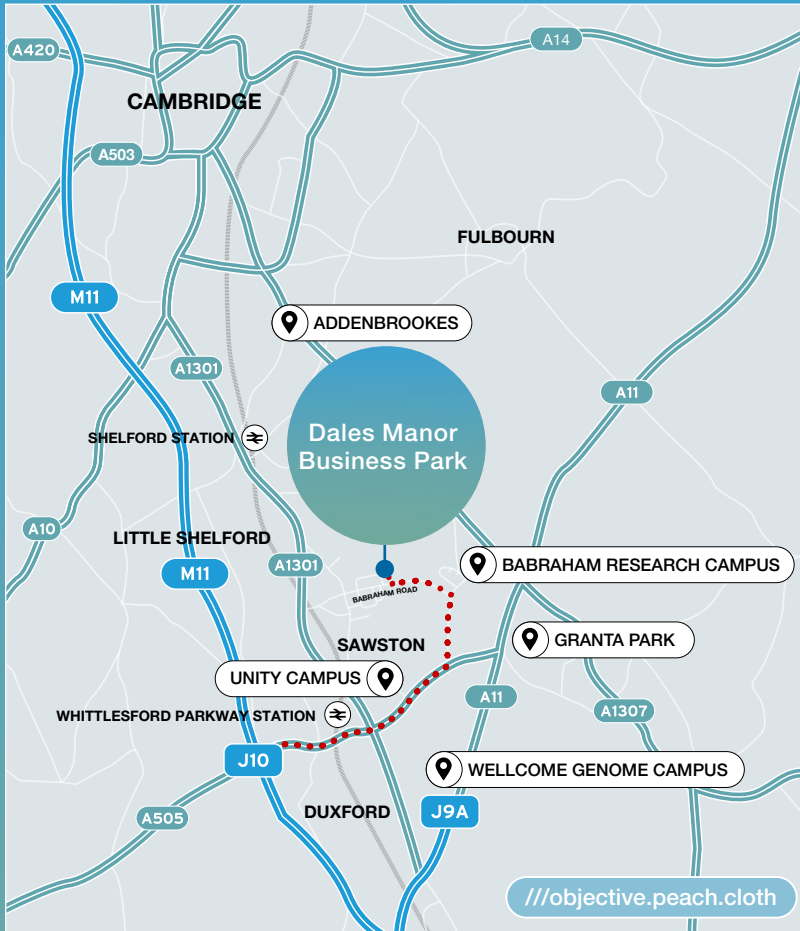 A420
A14
CAMBRIDGE
A503
FULBOURN
M11
ADDENBROOKES
A1301
A11
Dales Manor
Business Park
SHELFORD STATION
A10
LITTLE SHELFORD
M11
A1301
BABRAHAM RESEARCH CAMPUS
BABRAHAM ROAD
SAWSTON
GRANTA PARK
UNITY CAMPUS
A11
A1307
WHITTLESFORD PARKWAY STATION
J10
WELLCOME GENOME CAMPUS
DUXFORD
J9A
A505
///objective.peach.cloth